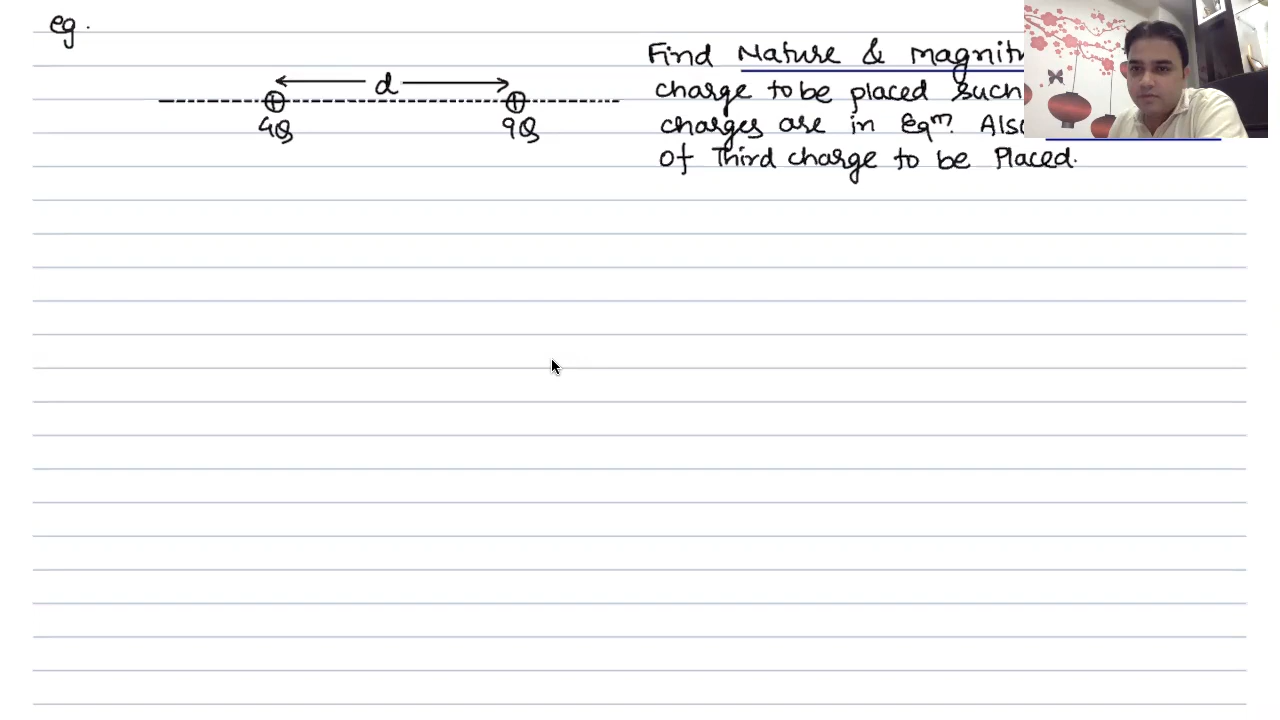 eg.
d
4Q 9Q
Find Nature & magnit
charge to be placed such
charges are in Eqm. Also
of Third charge to be Placed.